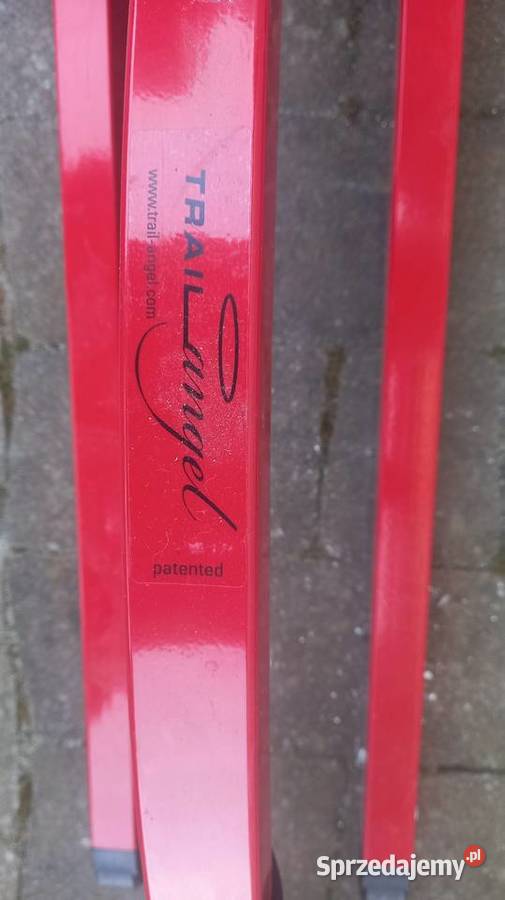 TRAIL angel
www.trail-angel.com
patented
Sprzedajemy.pl